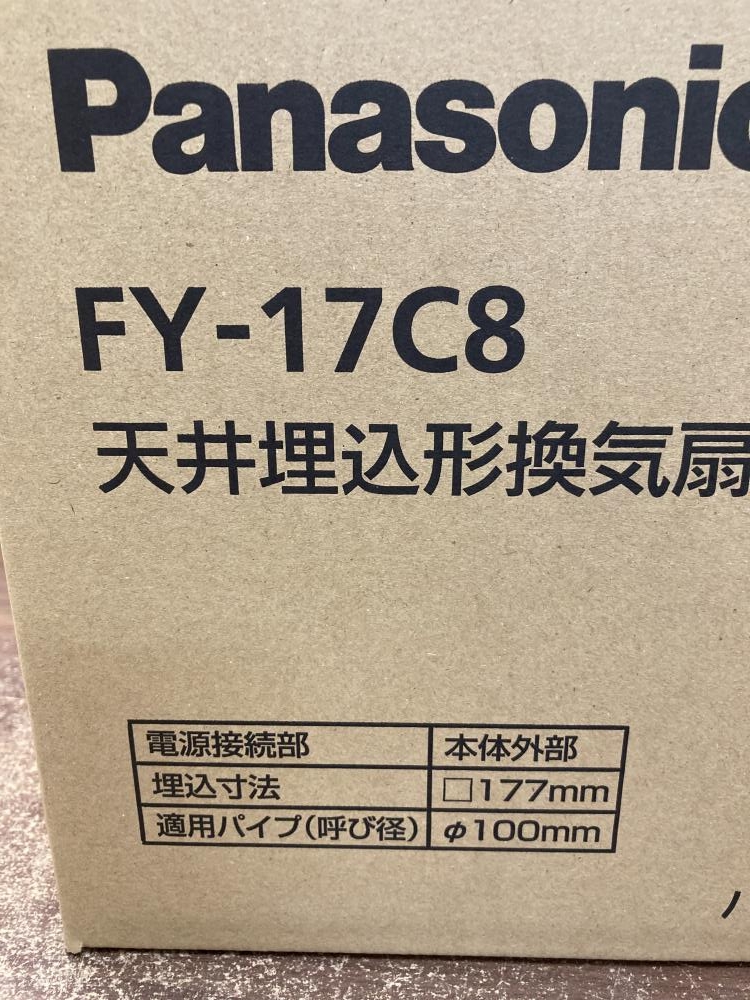 Panasonic
FY-17C8
天井埋込形換気扇
電源接続部 本体外部
埋込寸法 □177mm
適用パイプ(呼び径) φ100mm